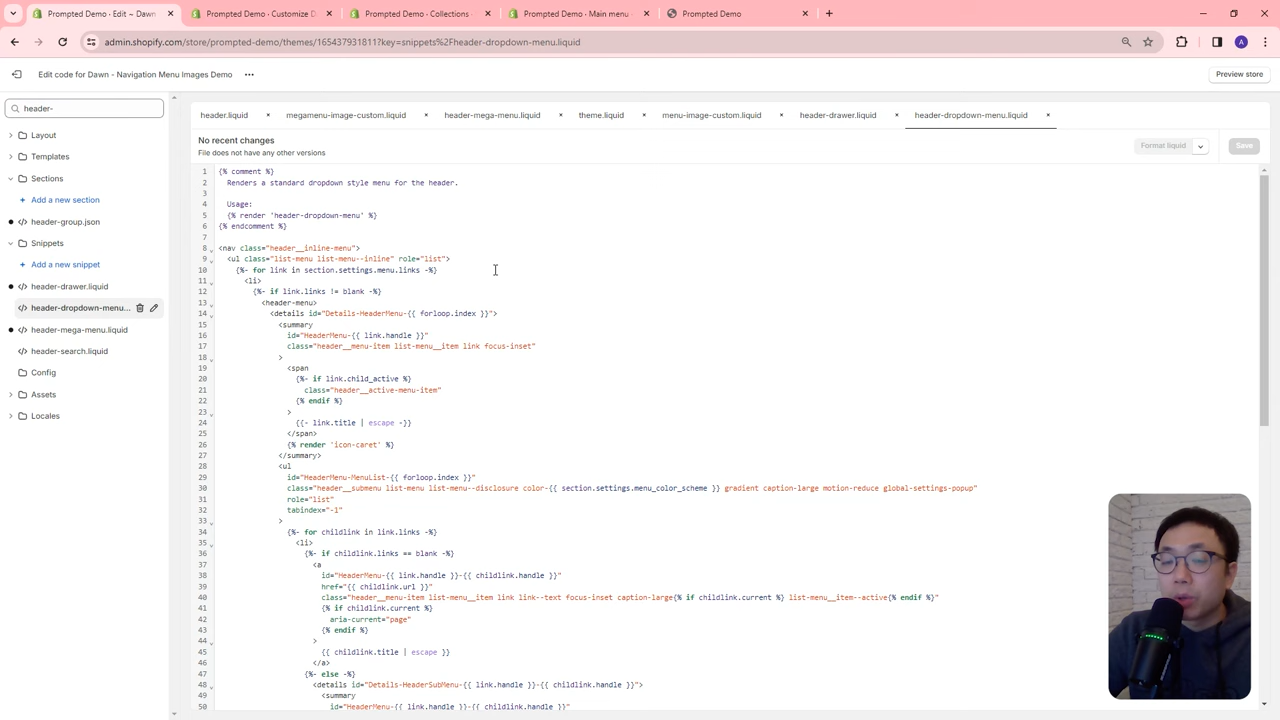 Prompted Demo · Edit ~ Dawn
Prompted Demo · Customize D
Prompted Demo · Collections ·
Prompted Demo · Main menu ·
Prompted Demo
admin.shopify.com/store/prompted-demo/themes/165437931811?key=snippets%2Fheader-dropdown-menu.liquid
A
Edit code for Dawn - Navigation Menu Images Demo
Preview store
header-
Layout
Templates
Sections
Add a new section
header-group.json
Snippets
Add a new snippet
header-drawer.liquid
header-dropdown-menu...
header-mega-menu.liquid
header-search.liquid
Config
Assets
Locales
header.liquid
megamenu-image-custom.liquid
header-mega-menu.liquid
theme.liquid
menu-image-custom.liquid
header-drawer.liquid
header-dropdown-menu.liquid
No recent changes
File does not have any other versions
Format liquid
Save
1 {% comment %}
2 Renders a standard dropdown style menu for the header.
3
4 Usage:
5 {% render 'header-dropdown-menu' %}
6 {% endcomment %}
7
8 <nav class="header__inline-menu">
9 <ul class="list-menu list-menu--inline" role="list">
10 {%- for link in section.settings.menu.links -%}
11 <li>
12 {%- if link.links != blank -%}
13 <header-menu>
14 <details id="Details-HeaderMenu-{{ forloop.index }}">
15 <summary
16 id="HeaderMenu-{{ link.handle }}"
17 class="header__menu-item list-menu__item link focus-inset"
18 >
19 <span
20 {%- if link.child_active %}
21 class="header__active-menu-item"
22 {% endif %}
23 >
24 {{- link.title | escape -}}
25 </span>
26 {% render 'icon-caret' %}
27 </summary>
28 <ul
29 id="HeaderMenu-MenuList-{{ forloop.index }}"
30 class="header__submenu list-menu list-menu--disclosure color-{{ section.settings.menu_color_scheme }} gradient caption-large motion-reduce global-settings-popup"
31 role="list"
32 tabindex="-1"
33 >
34 {%- for childlink in link.links -%}
35 <li>
36 {%- if childlink.links == blank -%}
37 <a
38 id="HeaderMenu-{{ link.handle }}-{{ childlink.handle }}"
39 href="{{ childlink.url }}"
40 class="header__menu-item list-menu__item link link--text focus-inset caption-large{% if childlink.current %} list-menu__item--active{% endif %}"
41 {% if childlink.current %}
42 aria-current="page"
43 {% endif %}
44 >
45 {{ childlink.title | escape }}
46 </a>
47 {%- else -%}
48 <details id="Details-HeaderSubMenu-{{ link.handle }}-{{ childlink.handle }}">
49 <summary
50 id="HeaderMenu-{{ link.handle }}-{{ childlink.handle }}"